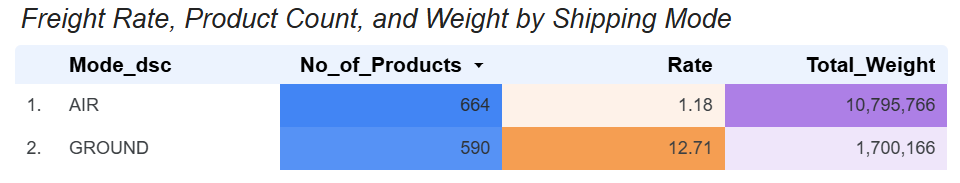 Freight Rate, Product Count, and Weight by Shipping Mode
Mode_dsc No_of_Products Rate Total_Weight
1. AIR 664 1.18 10,795,766
2. GROUND 590 12.71 1,700,166